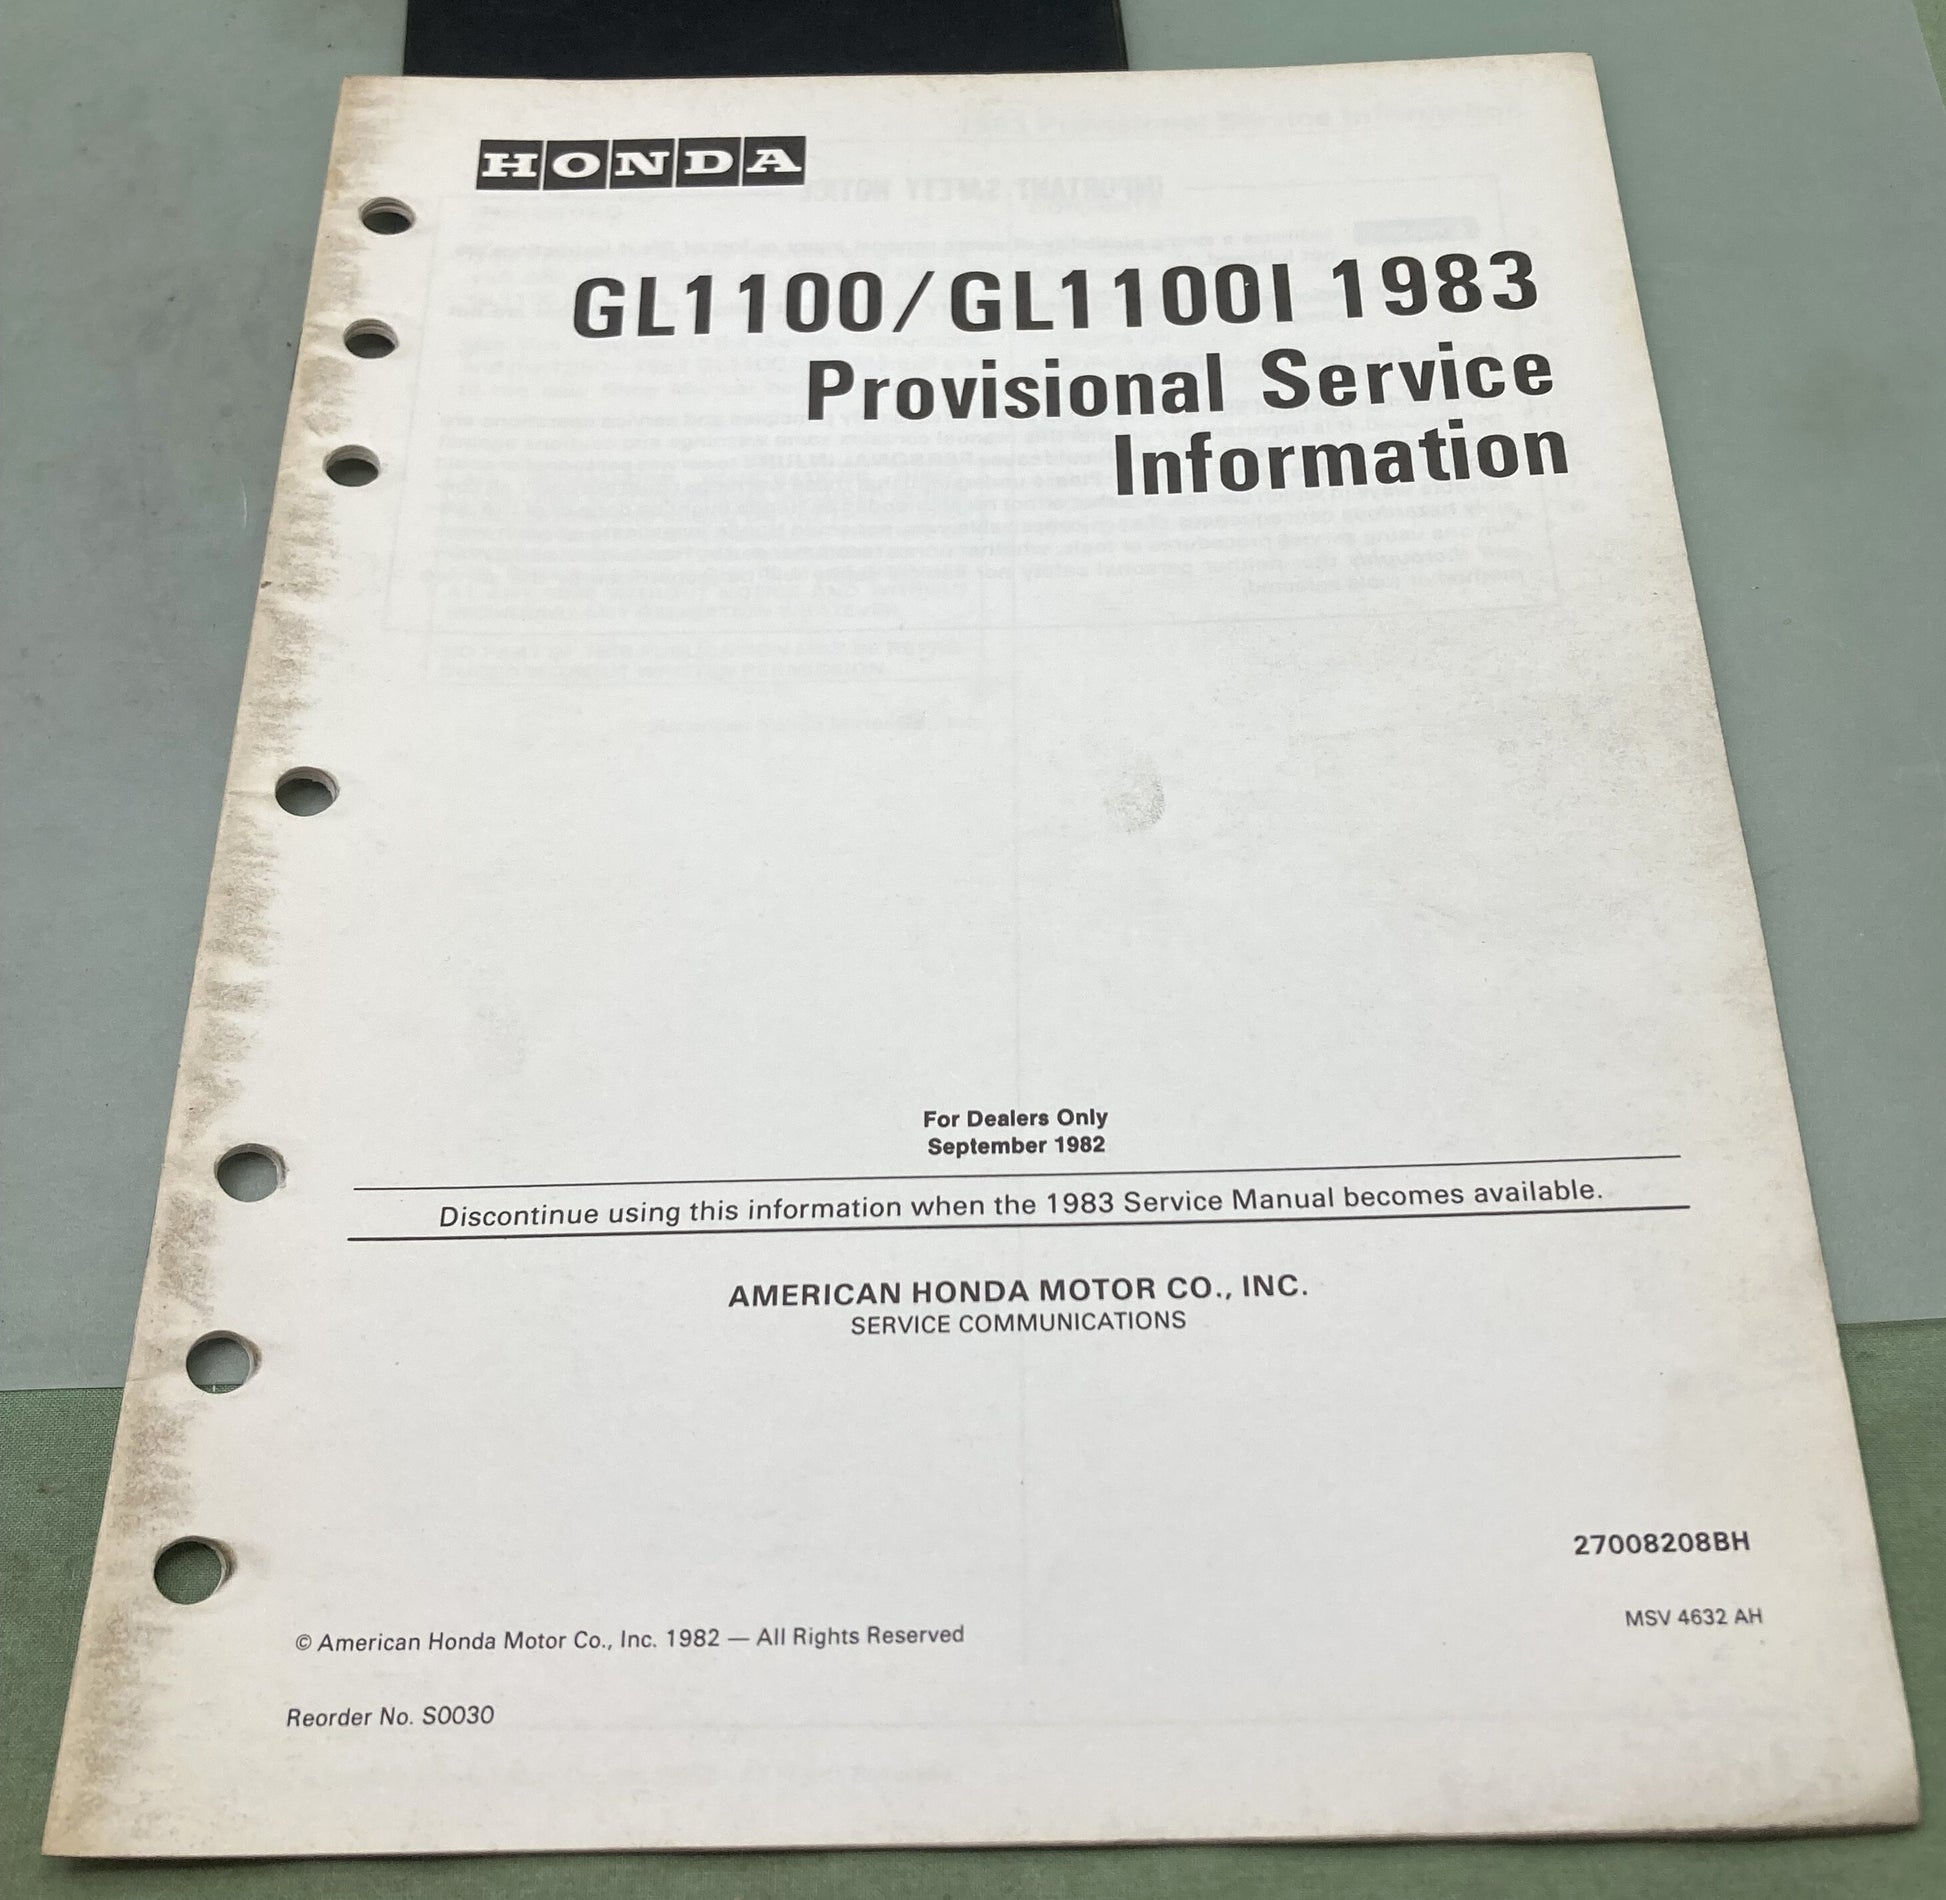 HONDA
GL1100/GL1100I 1983
Provisional Service
Information
For Dealers Only
September 1982
Discontinue using this information when the 1983 Service Manual becomes available.
AMERICAN HONDA MOTOR CO., INC.
SERVICE COMMUNICATIONS
27008208BH
MSV 4632 AH
© American Honda Motor Co., Inc. 1982 — All Rights Reserved
Reorder No. S0030